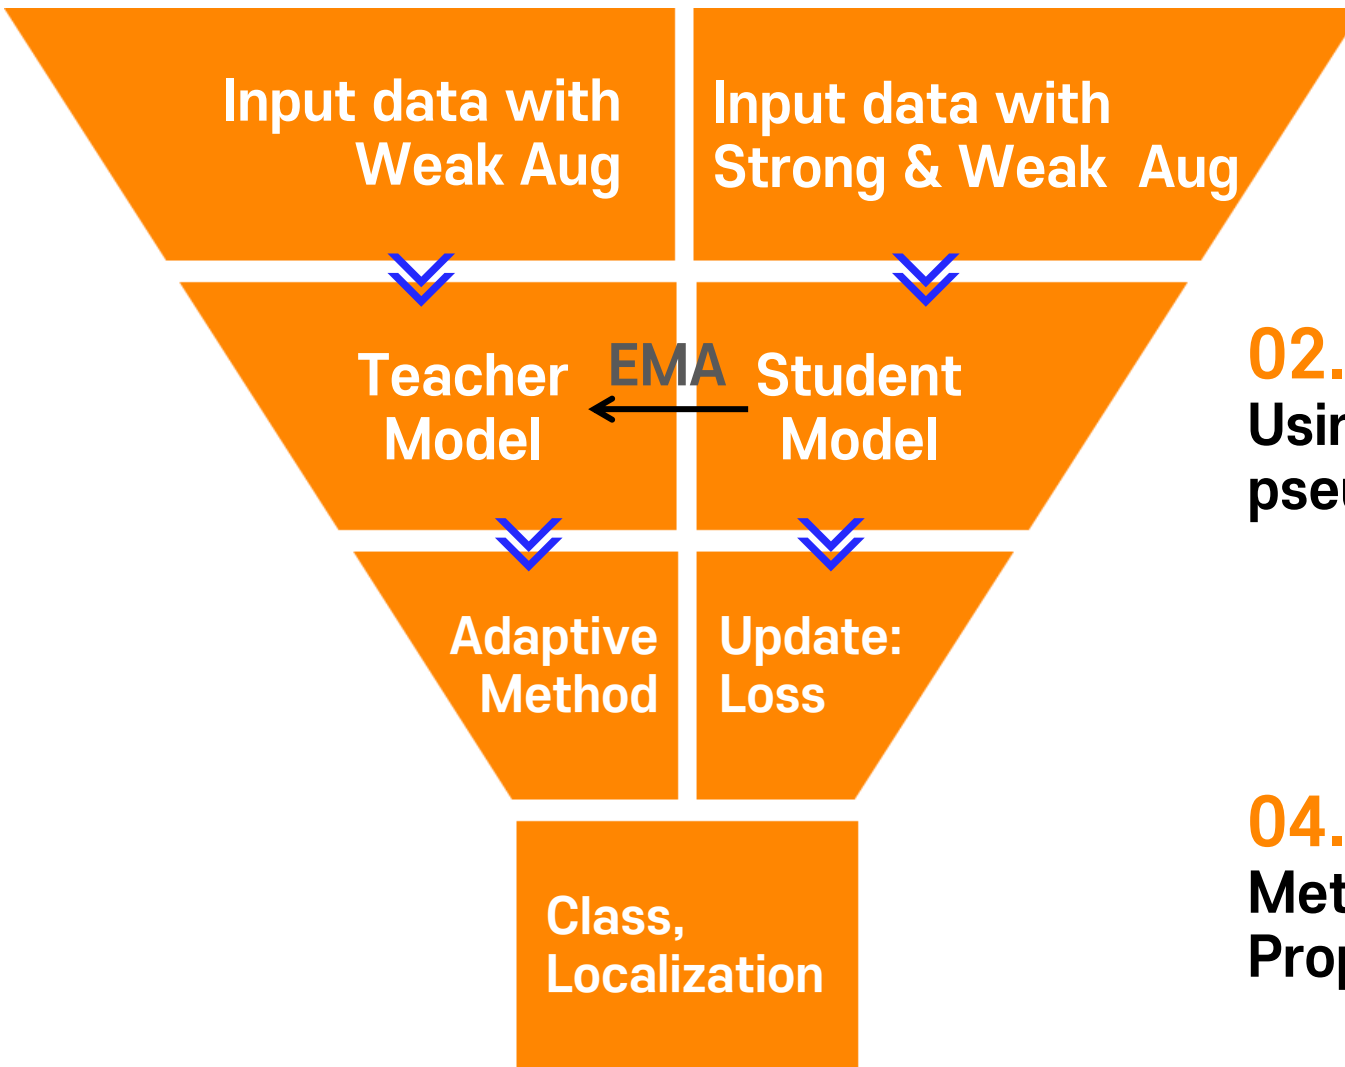 Input data with
Weak Aug
Input data with
Strong & Weak Aug
Teacher
Model
EMA
Student
Model
Adaptive
Method
Update:
Loss
Class,
Localization
02.
04.